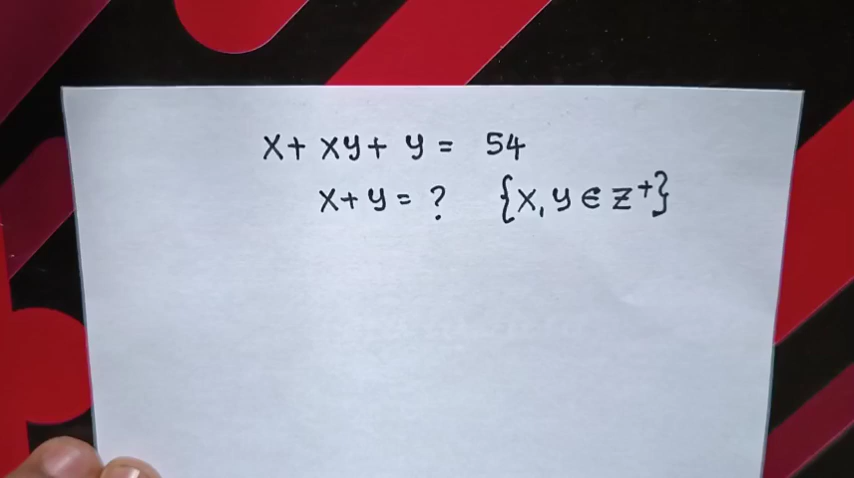 x + xy + y = 54
x + y = ? {x, y ∈ z⁺}